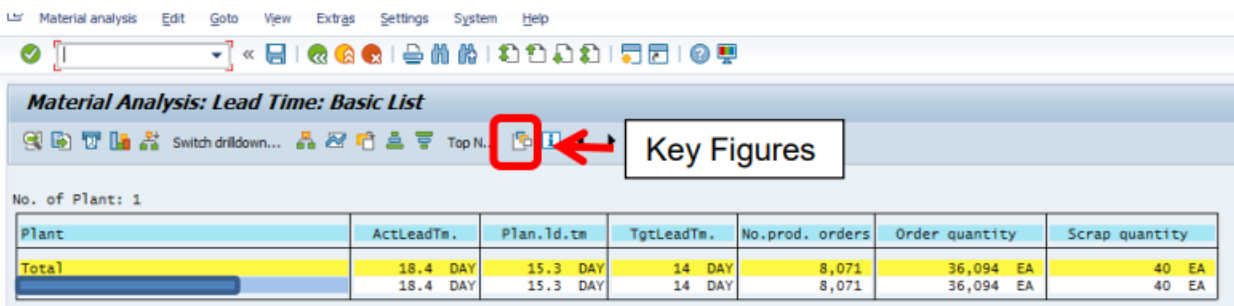 Material analysis Edit Goto View Extras Settings System Help
Material Analysis: Lead Time: Basic List
Switch drilldown... Top N...
Key Figures
No. of Plant: 1
Plant ActLeadTm. Plan.ld.tm TgtLeadTm. No.prod. orders Order quantity Scrap quantity
Total 18.4 DAY 15.3 DAY 14 DAY 8,071 36,094 EA 40 EA
18.4 DAY 15.3 DAY 14 DAY 8,071 36,094 EA 40 EA